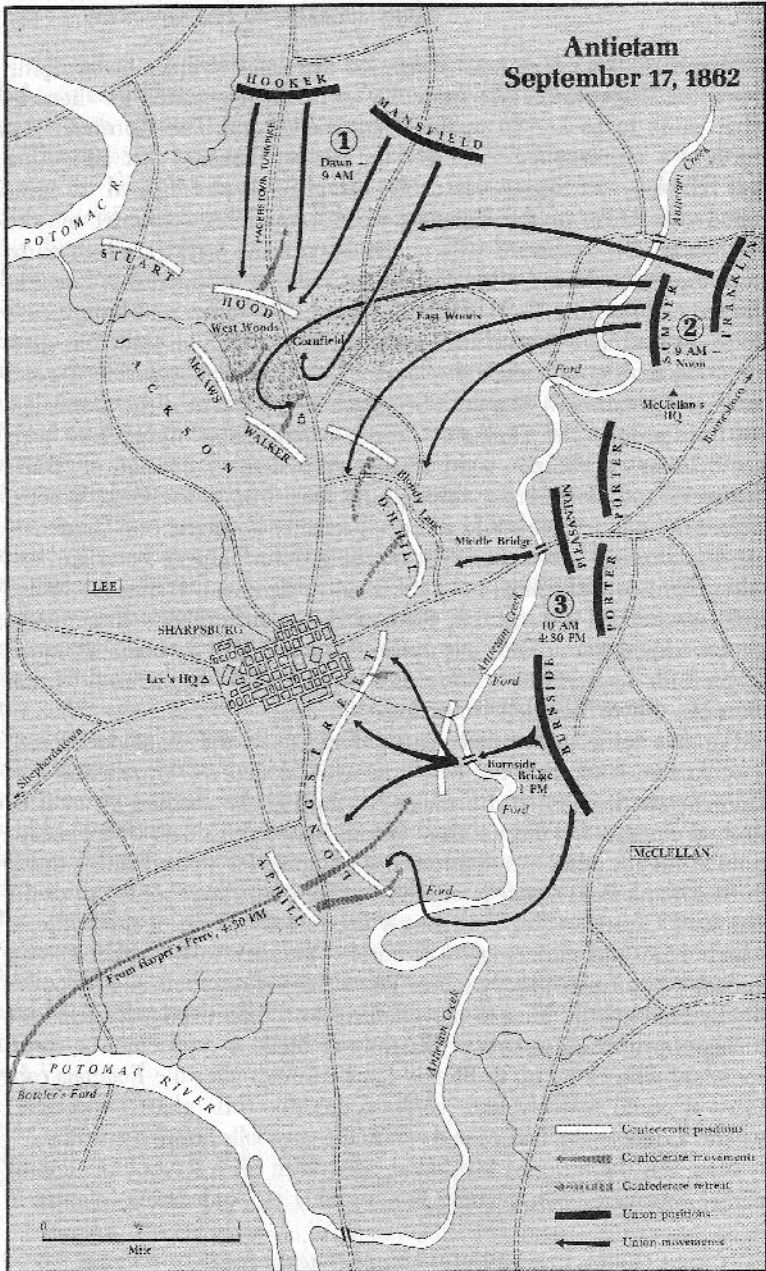 Antietam
September 17, 1862
HOOKER
MANSFIELD
1
Dawn –
9 AM
HAGERSTOWN TURNPIKE
POTOMAC R.
Antietam Creek
STUART
HOOD
West Woods
Cornfield
East Woods
FRANKLIN
SUMNER
2
9 AM –
Noon
McClellan's
HQ
Boonesboro
Ford
JACKSON
McLAWS
WALKER
Bloody Lane
D. H. HILL
PORTER
PLEASANTON
Middle Bridge
PORTER
LEE
3
10 AM
4:30 PM
SHARPSBURG
Lee's HQ
Antietam Creek
Ford
BURNSIDE
LONGSTREET
Shepherdstown
Burnside
Bridge
1 PM
Ford
McCLELLAN
A.P. HILL
Ford
From Harper's Ferry, 4:30 PM
Antietam Creek
POTOMAC RIVER
Boteler's Ford
Confederate positions
Confederate movements
Confederate retreat
Union positions
Union movements
0 ½ 1
Mile